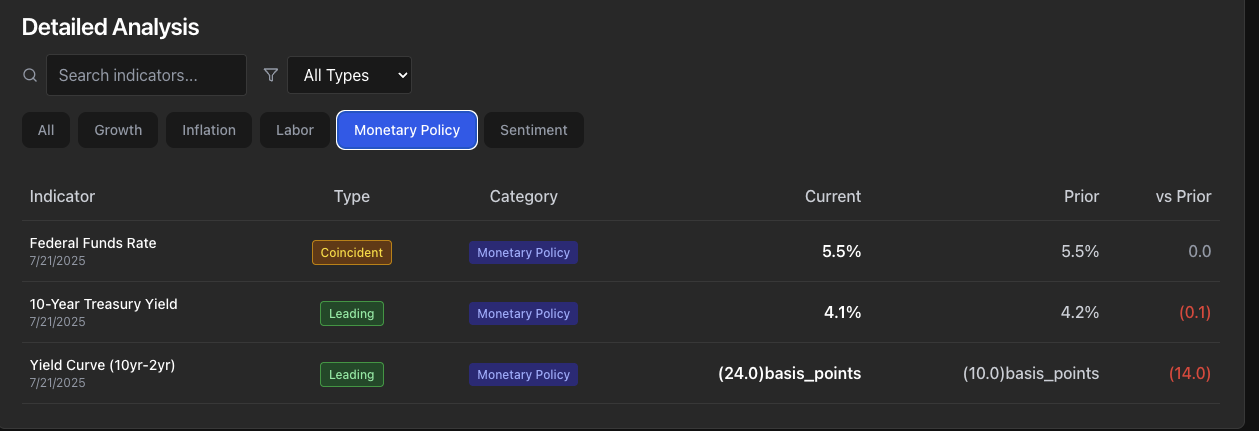 Detailed Analysis
Search indicators... All Types
All Growth Inflation Labor Monetary Policy Sentiment
Indicator Type Category Current Prior vs Prior
Federal Funds Rate Coincident Monetary Policy 5.5% 5.5% 0.0
7/21/2025
10-Year Treasury Yield Leading Monetary Policy 4.1% 4.2% (0.1)
7/21/2025
Yield Curve (10yr-2yr) Leading Monetary Policy (24.0)basis_points (10.0)basis_points (14.0)
7/21/2025